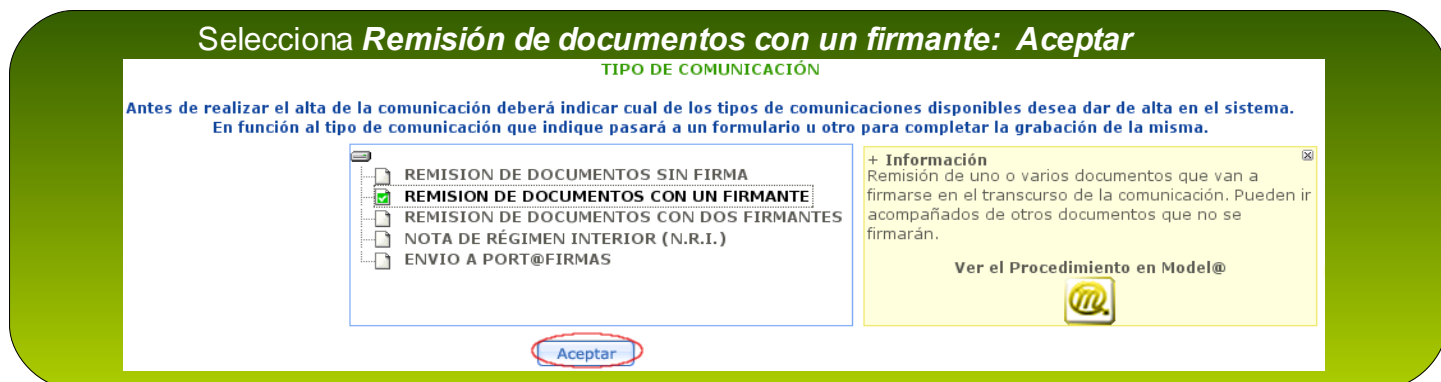 Selecciona Remisión de documentos con un firmante: Aceptar
TIPO DE COMUNICACIÓN
Antes de realizar el alta de la comunicación deberá indicar cual de los tipos de comunicaciones disponibles desea dar de alta en el sistema.
En función al tipo de comunicación que indique pasará a un formulario u otro para completar la grabación de la misma.
REMISION DE DOCUMENTOS SIN FIRMA
REMISION DE DOCUMENTOS CON UN FIRMANTE
REMISION DE DOCUMENTOS CON DOS FIRMANTES
NOTA DE RÉGIMEN INTERIOR (N.R.I.)
ENVIO A PORT@FIRMAS
+ Información
Remisión de uno o varios documentos que van a
firmarse en el transcurso de la comunicación. Pueden ir
acompañados de otros documentos que no se
firmarán.
Ver el Procedimiento en Model@
m
Aceptar